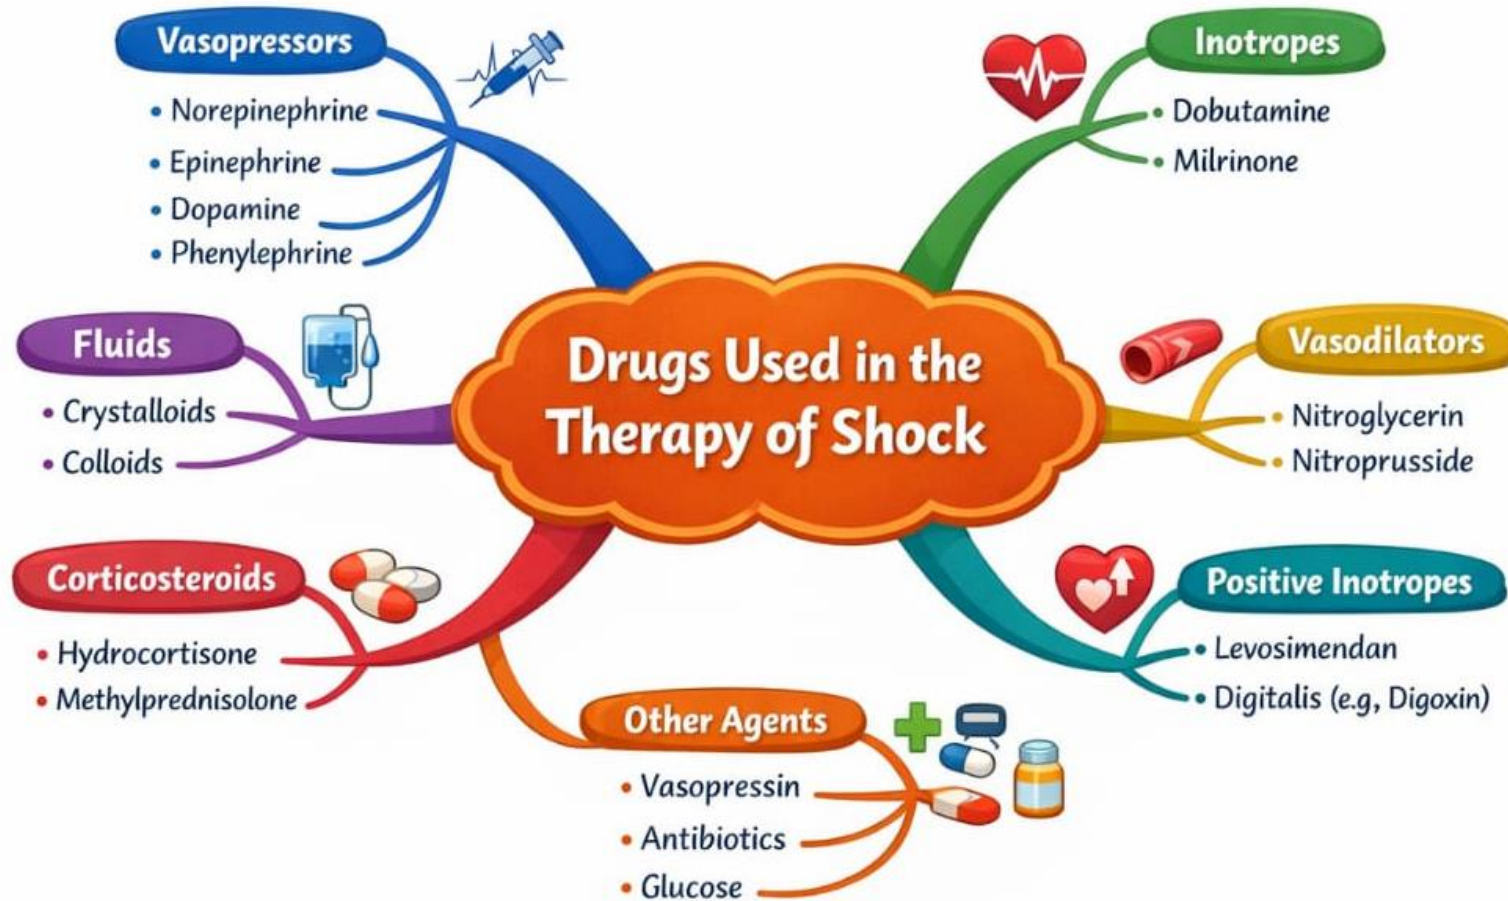 Drugs Used in the
Therapy of Shock
Vasopressors
• Norepinephrine
• Epinephrine
• Dopamine
• Phenylephrine
Fluids
• Crystalloids
• Colloids
Corticosteroids
• Hydrocortisone
• Methylprednisolone
Other Agents
• Vasopressin
• Antibiotics
• Glucose
Inotropes
• Dobutamine
• Milrinone
Vasodilators
• Nitroglycerin
• Nitroprusside
Positive Inotropes
• Levosimendan
• Digitalis (e.g, Digoxin)